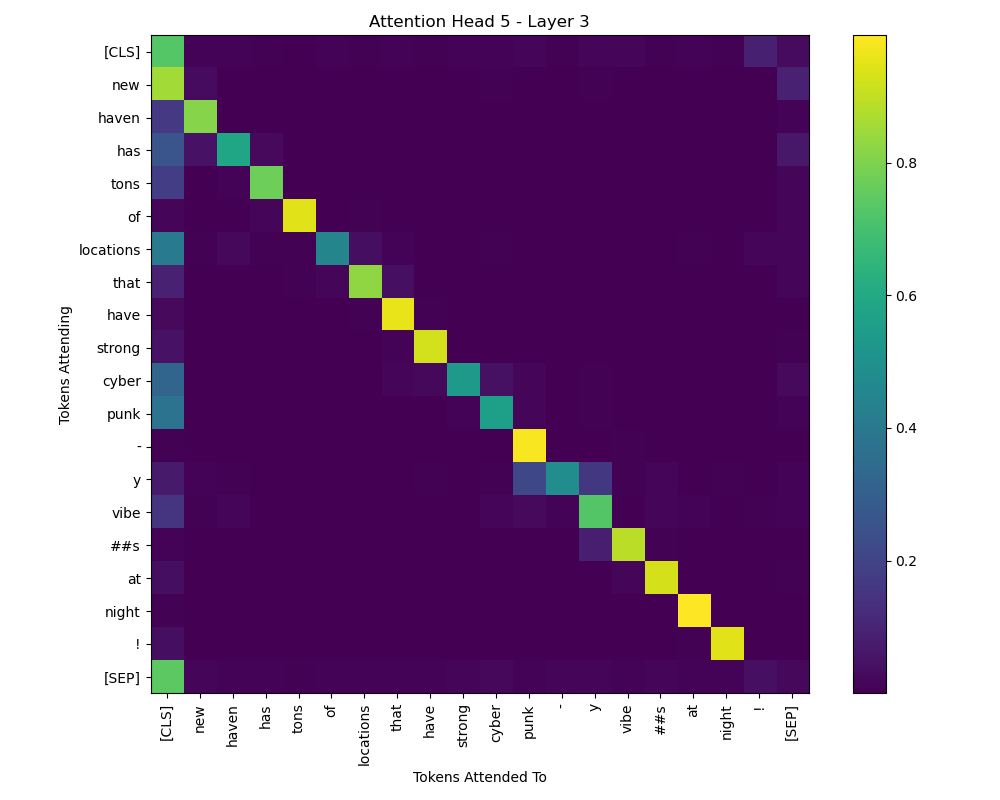 Attention Head 5 - Layer 3
[CLS]
new
haven
has
tons
of
locations
that
have
strong
cyber
punk
-
y
vibe
##s
at
night
!
[SEP]
Tokens Attending
[CLS]
new
haven
has
tons
of
locations
that
have
strong
cyber
punk
-
y
vibe
##s
at
night
!
[SEP]
Tokens Attended To
0.8
0.6
0.4
0.2